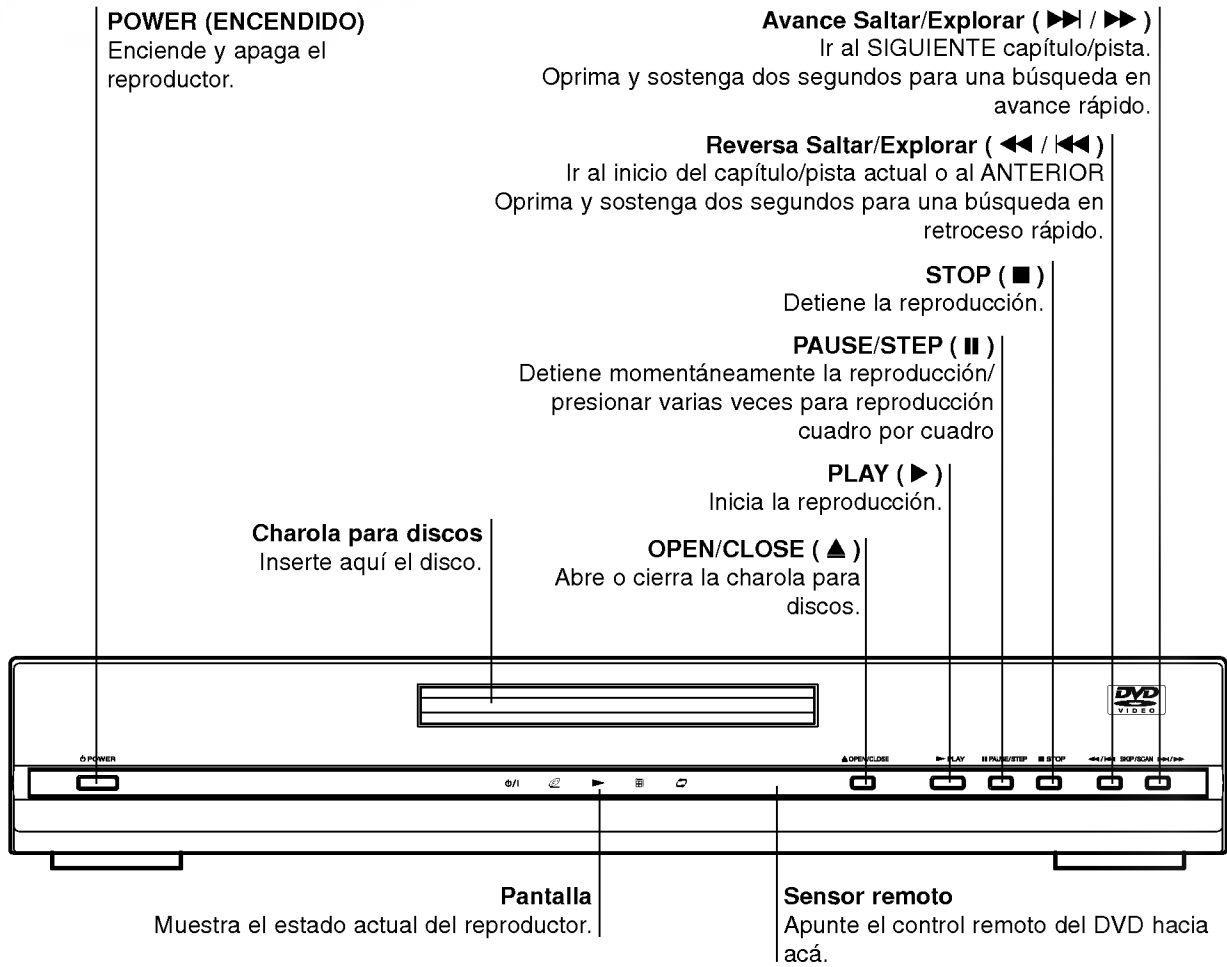 POWER (ENCENDIDO)
Enciende y apaga el
reproductor.
Avance Saltar/Explorar ( ▶▶| / ▶▶ )
Ir al SIGUIENTE capítulo/pista.
Oprima y sostenga dos segundos para una búsqueda en
avance rápido.
Reversa Saltar/Explorar ( ◀◀ / |◀◀ )
Ir al inicio del capítulo/pista actual o al ANTERIOR
Oprima y sostenga dos segundos para una búsqueda en
retroceso rápido.
STOP ( ■ )
Detiene la reproducción.
PAUSE/STEP ( II )
Detiene momentáneamente la reproducción/
presionar varias veces para reproducción
cuadro por cuadro
PLAY ( ▶ )
Inicia la reproducción.
Charola para discos
Inserte aquí el disco.
OPEN/CLOSE ( ▲ )
Abre o cierra la charola para
discos.
DVD
VIDEO
⏻ POWER
▲ OPEN/CLOSE
▶ PLAY
II PAUSE/STEP
■ STOP
◀◀ / |◀◀ SKIP/SCAN ▶▶| / ▶▶
⏻/I
Pantalla
Muestra el estado actual del reproductor.
Sensor remoto
Apunte el control remoto del DVD hacia
acá.